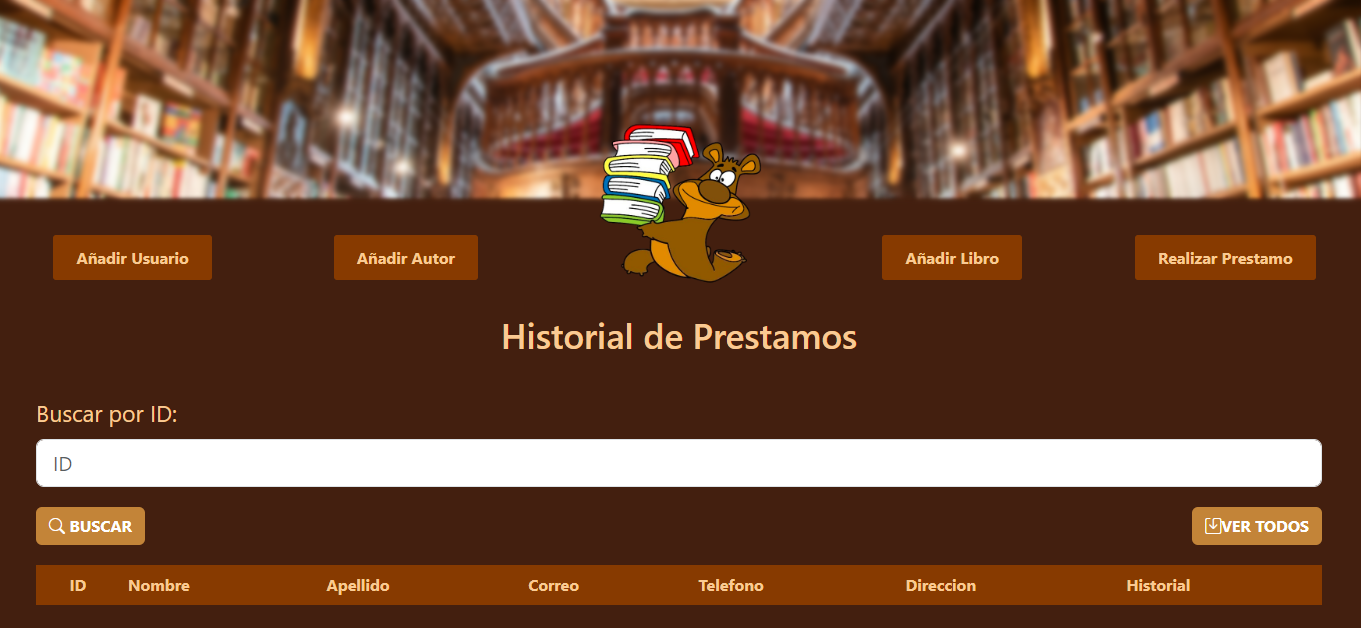 Añadir Usuario Añadir Autor Añadir Libro Realizar Prestamo
Historial de Prestamos
Buscar por ID:
ID
BUSCAR VER TODOS
ID Nombre Apellido Correo Telefono Direccion Historial